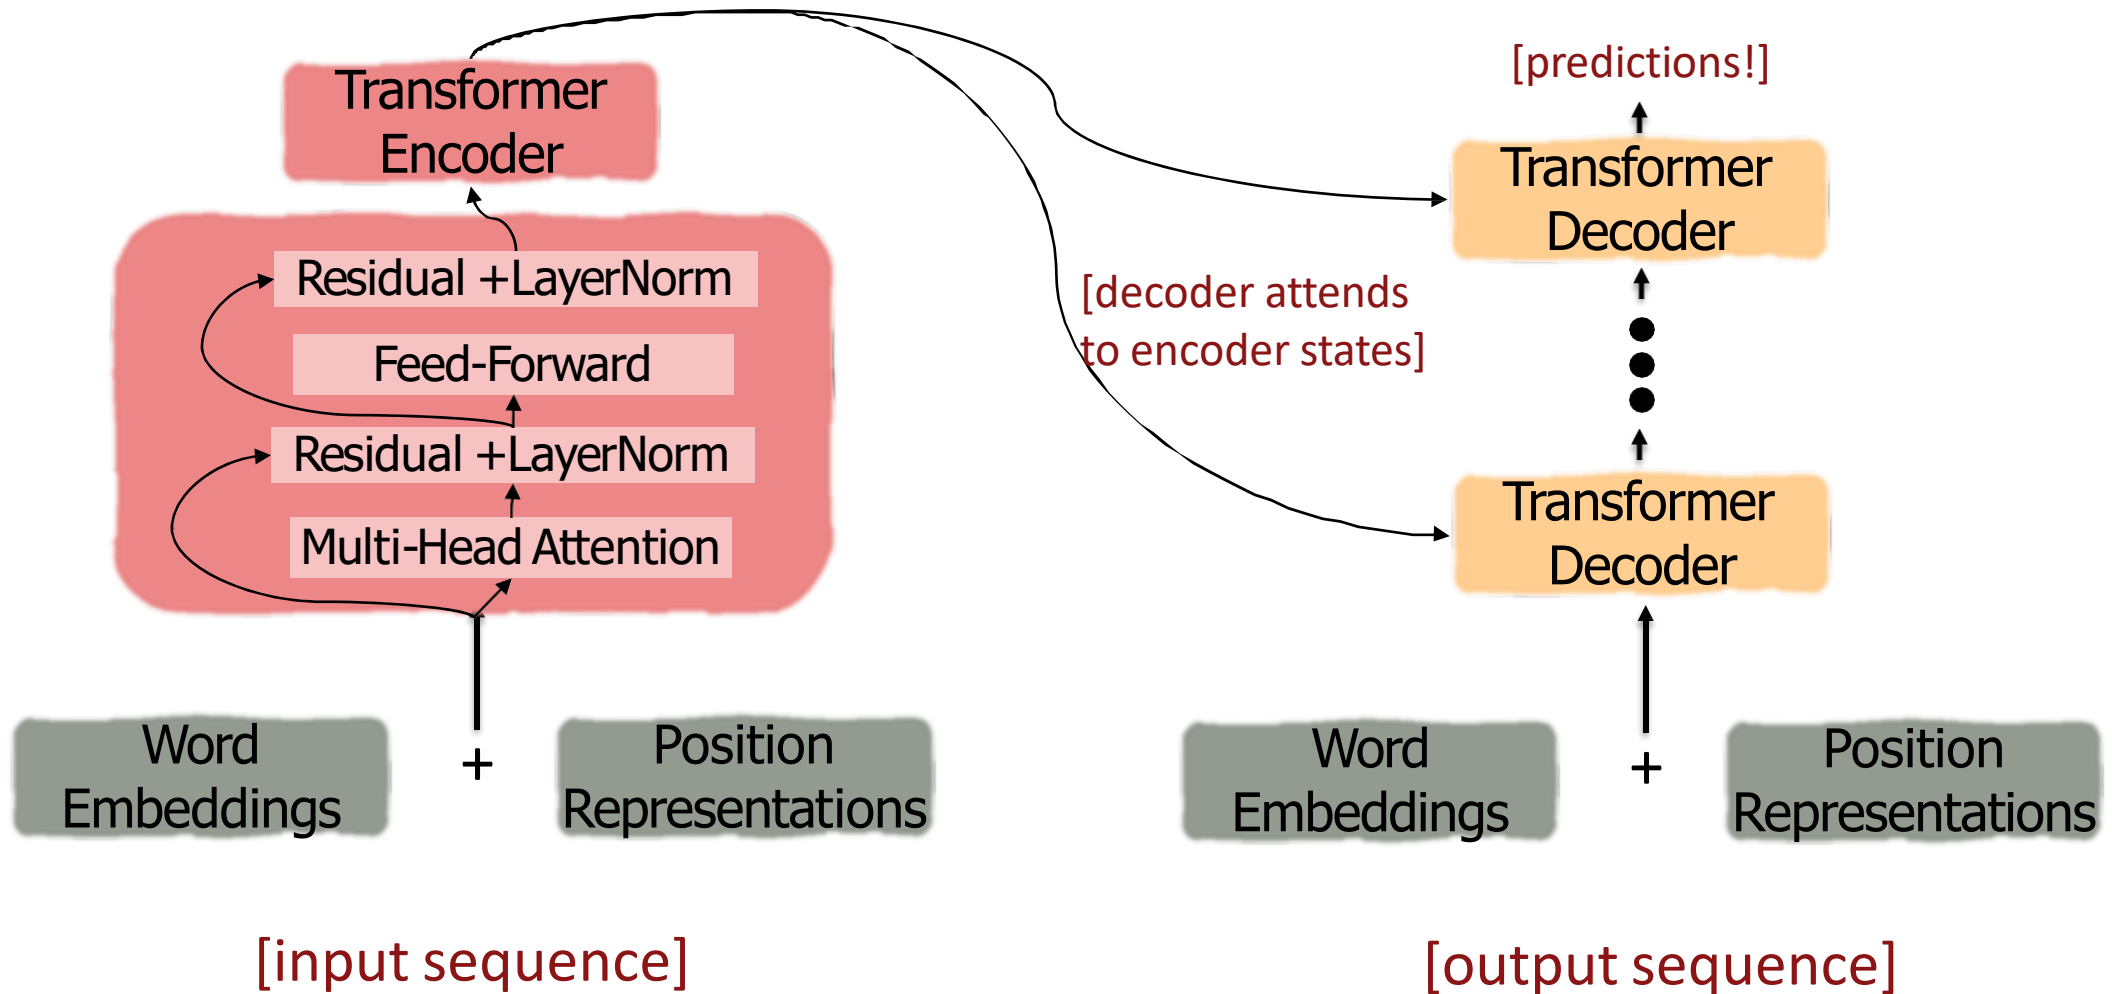 Transformer
Encoder
Residual +LayerNorm
Feed-Forward
Residual +LayerNorm
Multi-Head Attention
Word
Embeddings
+
Position
Representations
[input sequence]
[decoder attends
to encoder states]
[predictions!]
Transformer
Decoder
Transformer
Decoder
Word
Embeddings
+
Position
Representations
[output sequence]